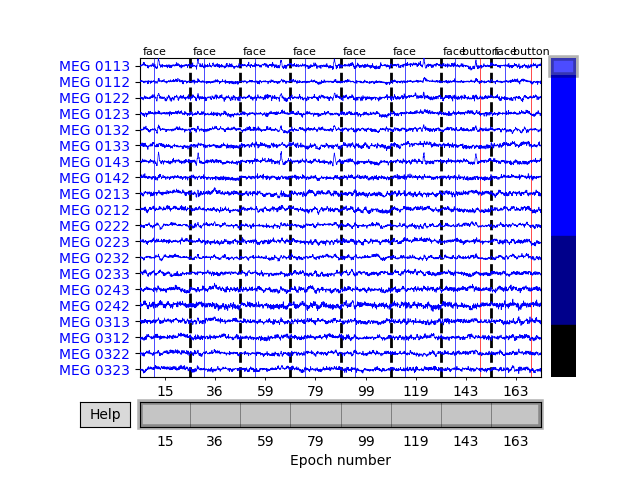 face face face face face face face button face button
MEG 0113
MEG 0112
MEG 0122
MEG 0123
MEG 0132
MEG 0133
MEG 0143
MEG 0142
MEG 0213
MEG 0212
MEG 0222
MEG 0223
MEG 0232
MEG 0233
MEG 0243
MEG 0242
MEG 0313
MEG 0312
MEG 0322
MEG 0323
15 36 59 79 99 119 143 163
Help
15 36 59 79 99 119 143 163
Epoch number